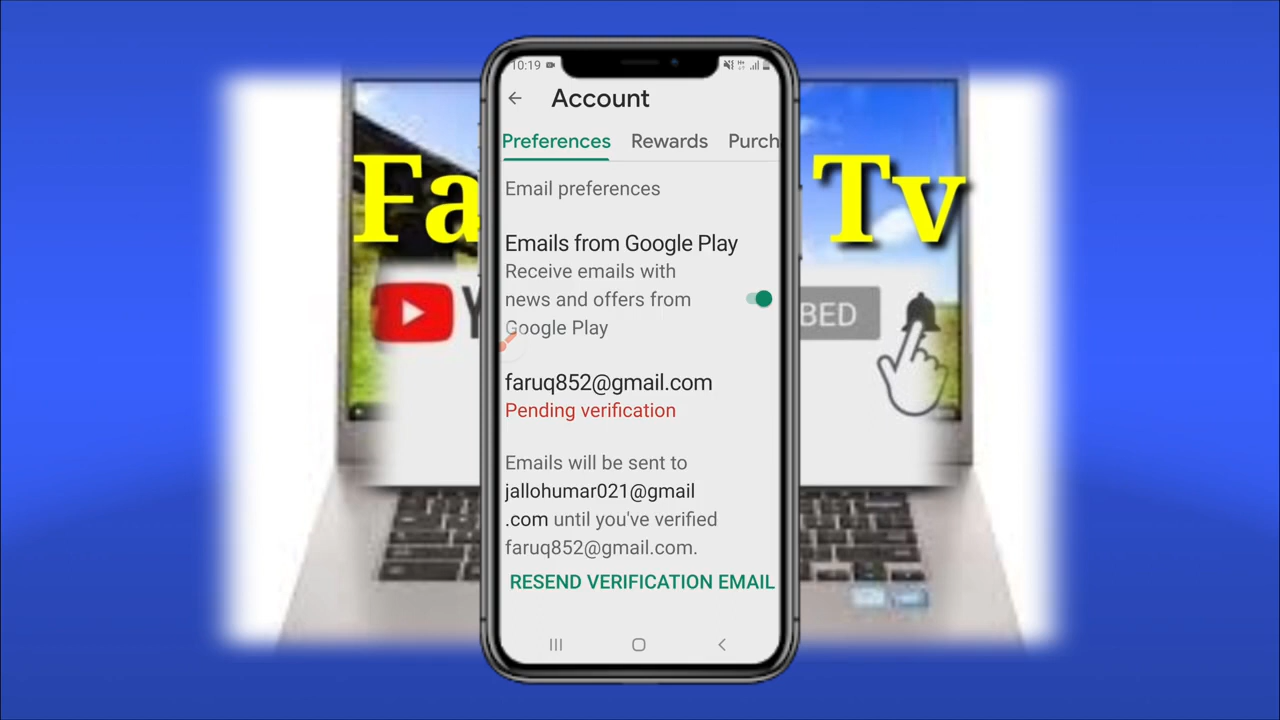 10:19
Account
Preferences Rewards Purch
Email preferences
Fa Tv
Emails from Google Play
Receive emails with
news and offers from
Google Play
BED
faruq852@gmail.com
Pending verification
Emails will be sent to
jallohumar021@gmail
.com until you've verified
faruq852@gmail.com.
RESEND VERIFICATION EMAIL